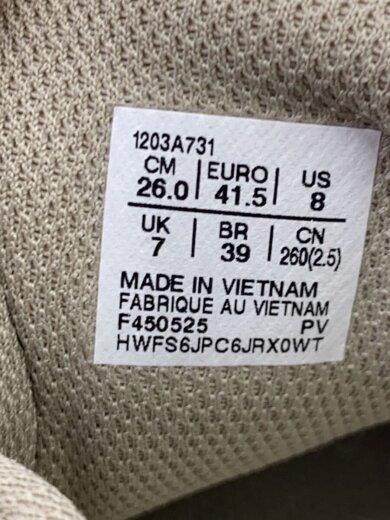 1203A731
CM EURO US
26.0 41.5 8
UK BR CN
7 39 260(2.5)
MADE IN VIETNAM
FABRIQUE AU VIETNAM
F450525 PV
HWFS6JPC6JRX0WT